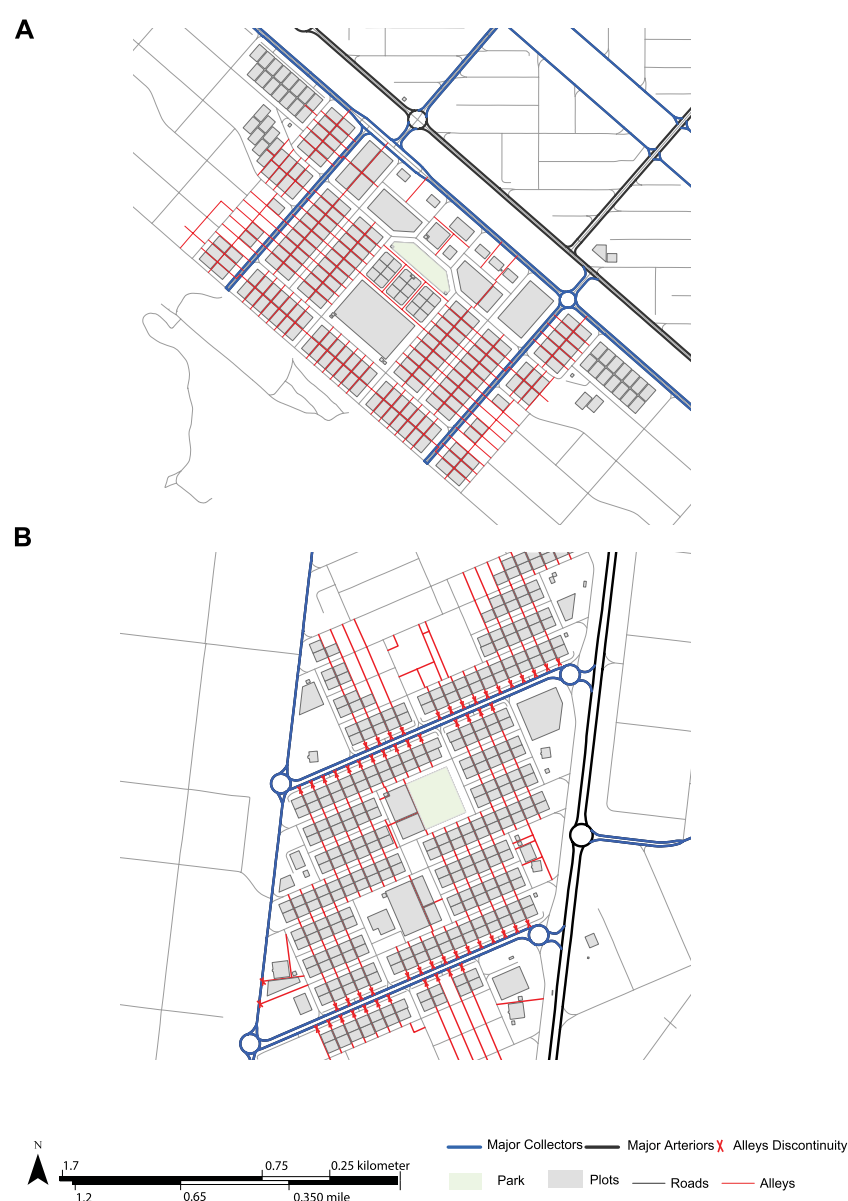 A
B
N
1.7 0.75 0.25 kilometer
1.2 0.65 0.350 mile
Major Collectors Major Arteriors X Alleys Discontinuity
Park Plots Roads Alleys